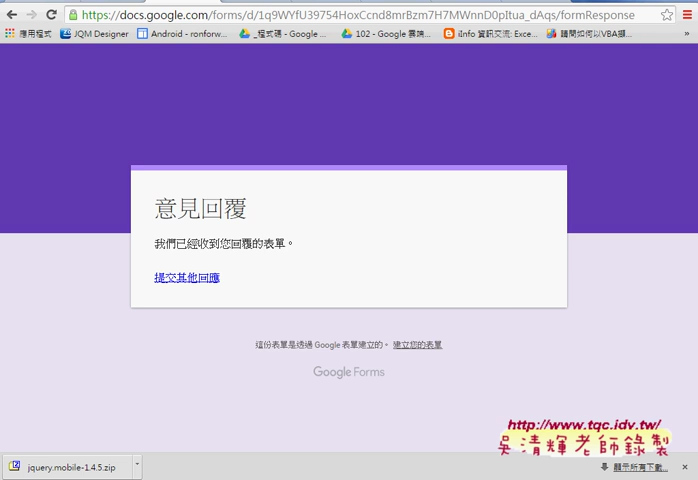 https://docs.google.com/forms/d/1q9WYfU39754HoxCcnd8mrBzm7H7MWnnD0pItua_dAqs/formResponse
應用程式 JQM Designer Android - ronforw... _程式碼 - Google ... 102 - Google 雲端... iInfo 資訊交流: Exce... 請問如何以VBA擷... »
意見回覆
我們已經收到您回覆的表單。
提交其他回應
這份表單是透過 Google 表單建立的。 建立您的表單
Google Forms
http://www.tqc.idv.tw/
吳清輝老師錄製
jquery.mobile-1.4.5.zip
顯示所有下載...